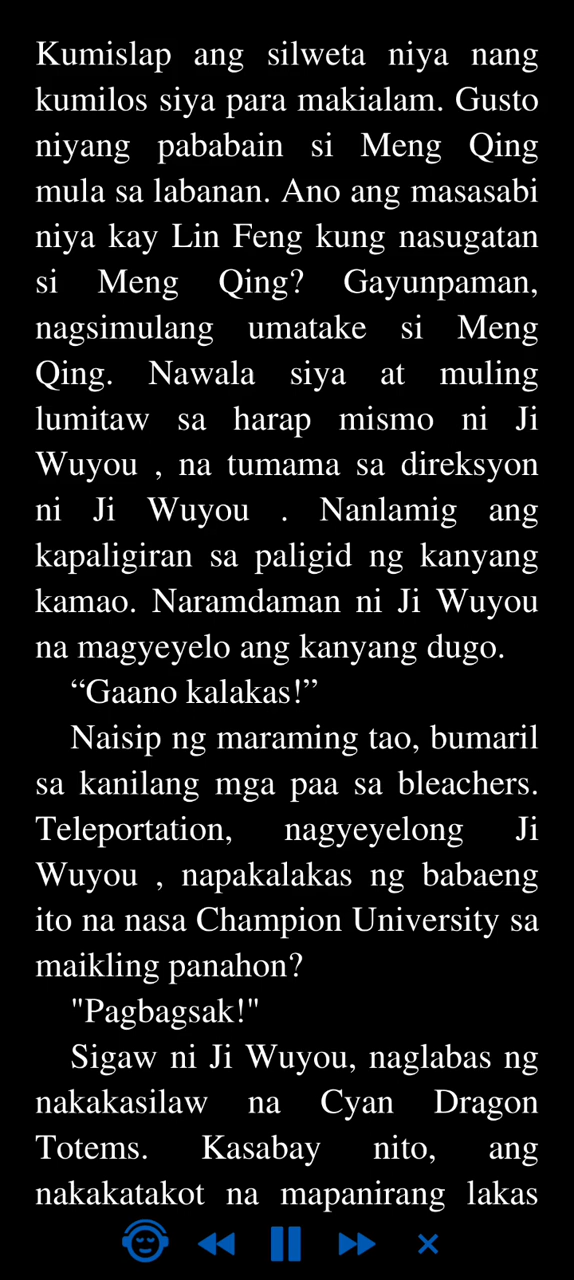 Kumislap ang silweta niya nang
kumilos siya para makialam. Gusto
niyang pababain si Meng Qing
mula sa labanan. Ano ang masasabi
niya kay Lin Feng kung nasugatan
si Meng Qing? Gayunpaman,
nagsimulang umatake si Meng
Qing. Nawala siya at muling
lumitaw sa harap mismo ni Ji
Wuyou , na tumama sa direksyon
ni Ji Wuyou . Nanlamig ang
kapaligiran sa paligid ng kanyang
kamao. Naramdaman ni Ji Wuyou
na magyeyelo ang kanyang dugo.
“Gaano kalakas!”
Naisip ng maraming tao, bumaril
sa kanilang mga paa sa bleachers.
Teleportation, nagyeyelong Ji
Wuyou , napakalakas ng babaeng
ito na nasa Champion University sa
maikling panahon?
"Pagbagsak!"
Sigaw ni Ji Wuyou, naglabas ng
nakakasilaw na Cyan Dragon
Totems. Kasabay nito, ang
nakakatakot na mapanirang lakas